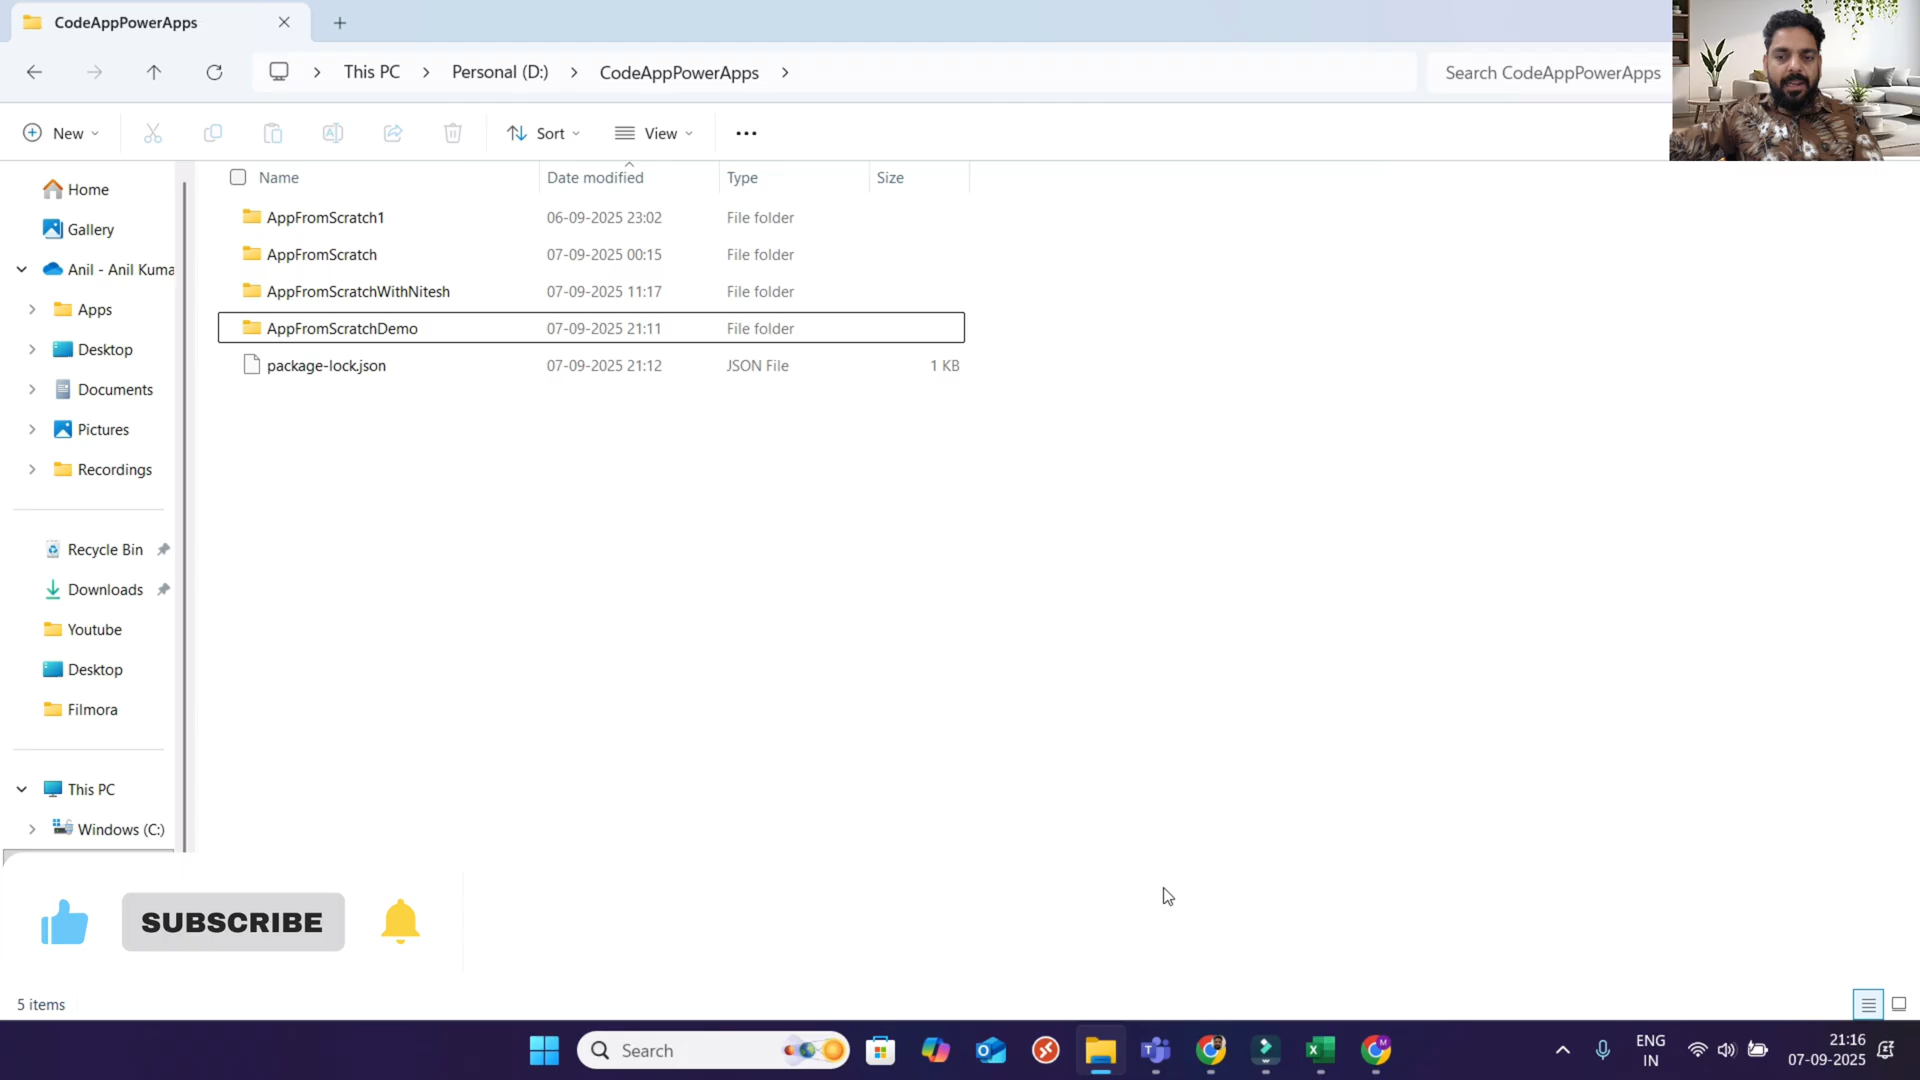 CodeAppPowerApps
This PC
Personal (D:)
CodeAppPowerApps
Search CodeAppPowerApps
New
Sort
View
Name
Date modified
Type
Size
AppFromScratch1 06-09-2025 23:02 File folder
AppFromScratch 07-09-2025 00:15 File folder
AppFromScratchWithNitesh 07-09-2025 11:17 File folder
AppFromScratchDemo 07-09-2025 21:11 File folder
package-lock.json 07-09-2025 21:12 JSON File 1 KB
Home
Gallery
Anil - Anil Kuma
Apps
Desktop
Documents
Pictures
Recordings
Recycle Bin
Downloads
Youtube
Desktop
Filmora
This PC
Windows (C:)
SUBSCRIBE
5 items
Search
ENG
IN
21:16
07-09-2025